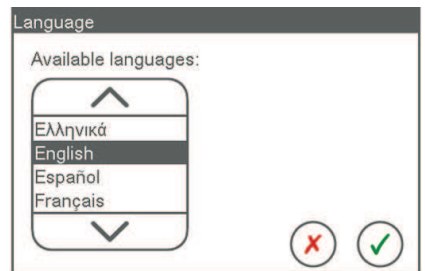 Language
Available languages:
Ελληνικά
English
Español
Français